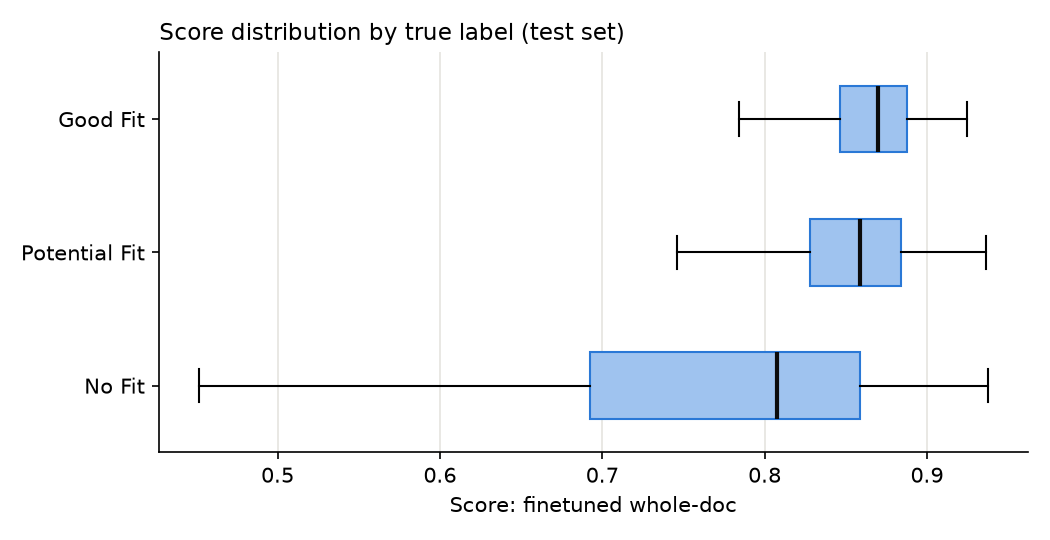 Score distribution by true label (test set)
Good Fit
Potential Fit
No Fit
0.5 0.6 0.7 0.8 0.9
Score: finetuned whole-doc